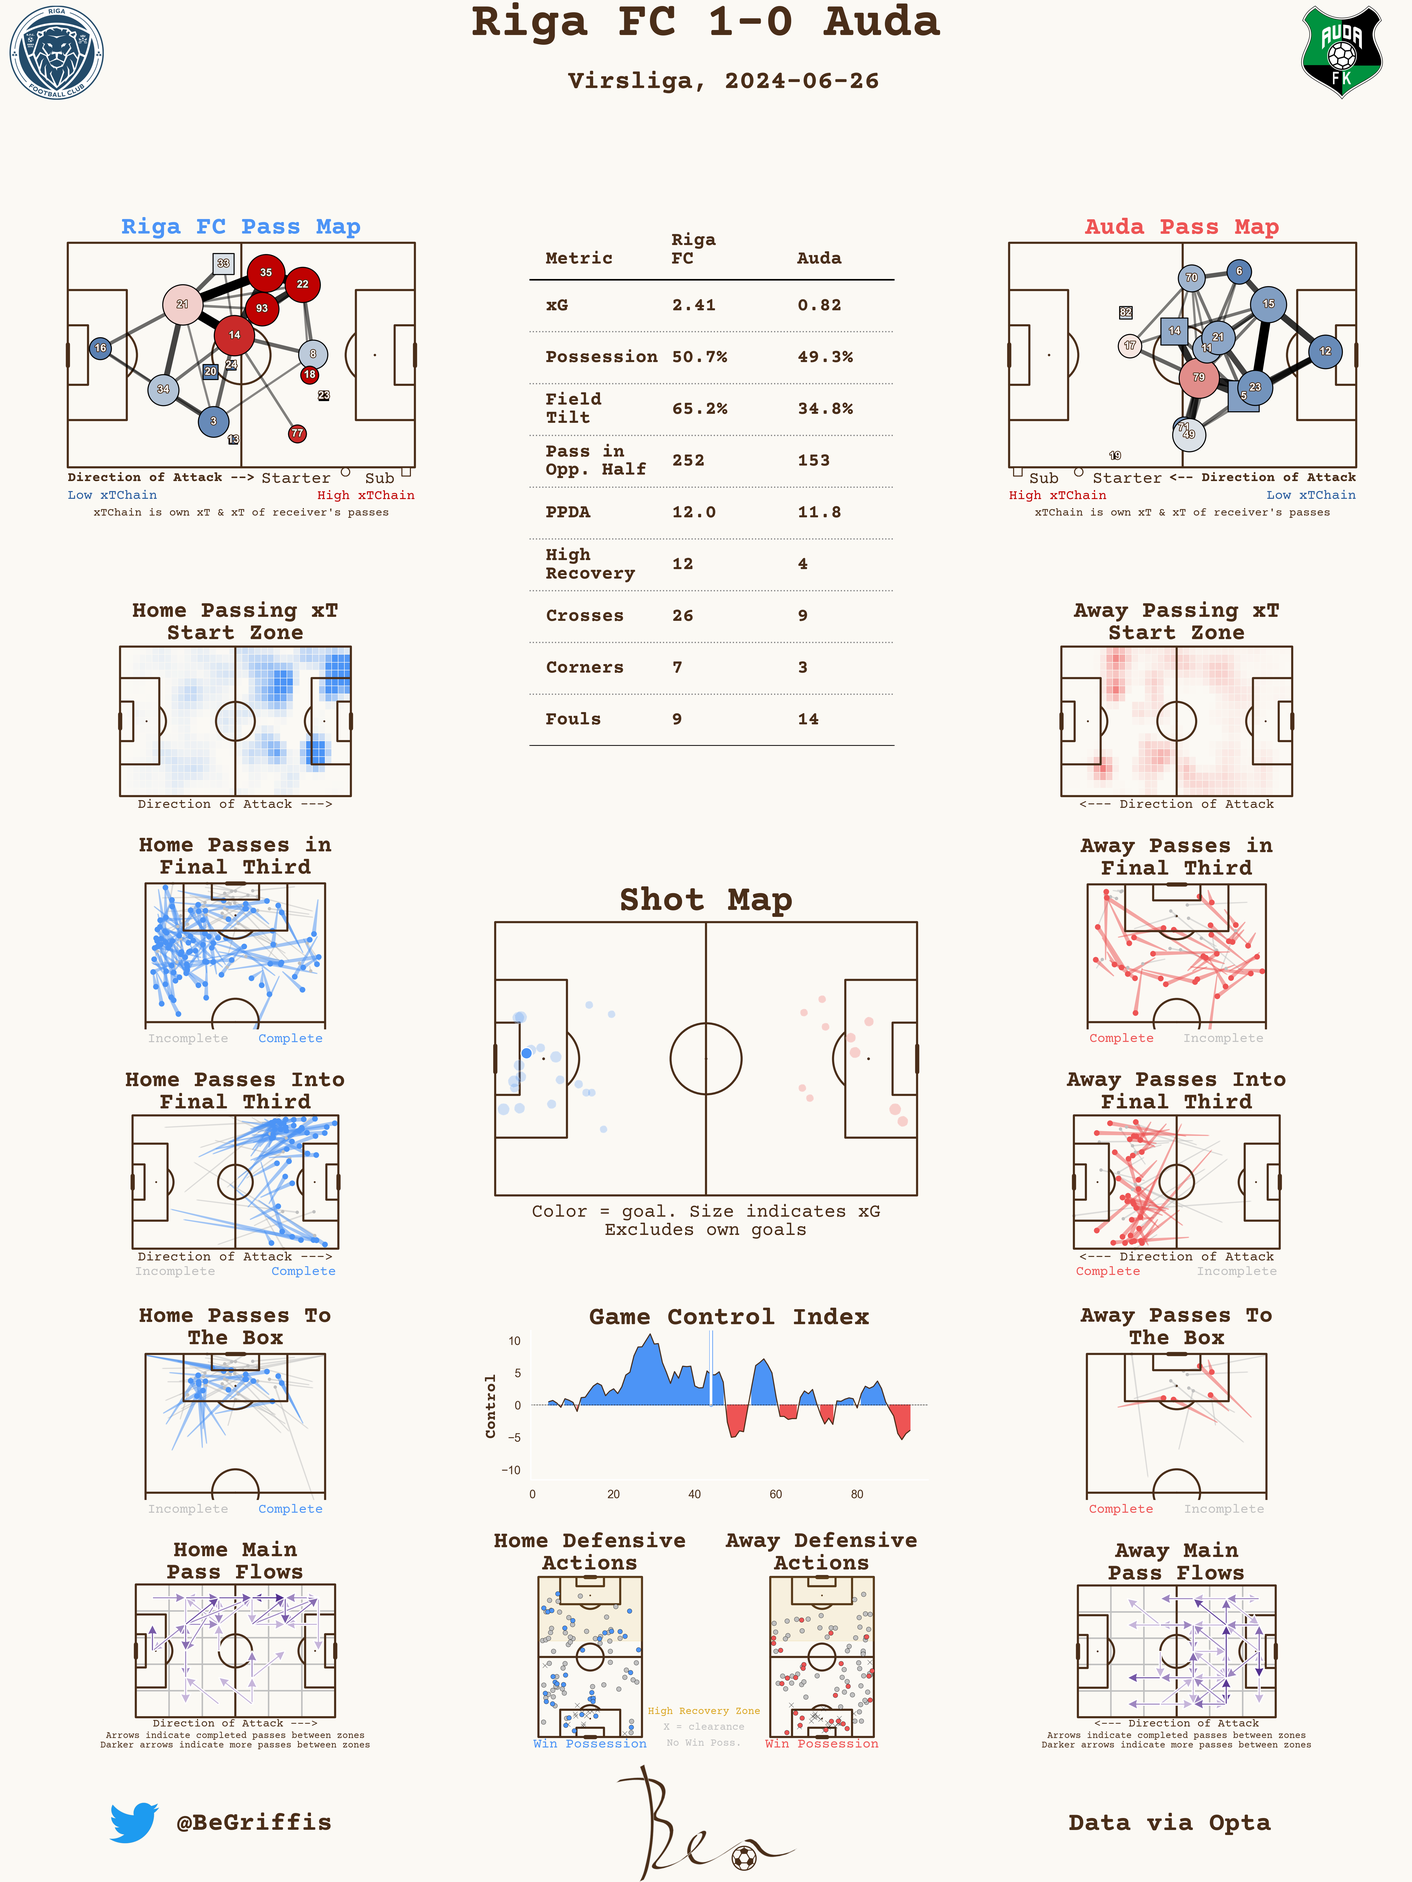 Riga FC 1-0 Auda
Virsliga, 2024-06-26
RIGA
FOOTBALL CLUB
AUDA
FK
Riga FC Pass Map
33
35
22
21
93
14
16
8
24
20
18
34
23
3
77
13
Direction of Attack --> Starter Sub
Low xTChain High xTChain
xTChain is own xT & xT of receiver's passes
Metric Riga FC Auda
xG 2.41 0.82
Possession 50.7% 49.3%
Field Tilt 65.2% 34.8%
Pass in Opp. Half 252 153
PPDA 12.0 11.8
High Recovery 12 4
Crosses 26 9
Corners 7 3
Fouls 9 14
Auda Pass Map
6
70
15
82
14
21
17
11
12
79
23
5
71
49
19
Sub Starter <-- Direction of Attack
High xTChain Low xTChain
xTChain is own xT & xT of receiver's passes
Home Passing xT
Start Zone
Direction of Attack --->
Away Passing xT
Start Zone
<--- Direction of Attack
Home Passes in
Final Third
Incomplete Complete
Away Passes in
Final Third
Complete Incomplete
Shot Map
Color = goal. Size indicates xG
Excludes own goals
Home Passes Into
Final Third
Direction of Attack --->
Incomplete Complete
Away Passes Into
Final Third
<--- Direction of Attack
Complete Incomplete
Home Passes To
The Box
Incomplete Complete
Game Control Index
Control
10
5
0
−5
−10
0 20 40 60 80
Away Passes To
The Box
Complete Incomplete
Home Main
Pass Flows
Direction of Attack --->
Arrows indicate completed passes between zones
Darker arrows indicate more passes between zones
Home Defensive
Actions
Win Possession
High Recovery Zone
X = clearance
No Win Poss.
Away Defensive
Actions
Win Possession
Away Main
Pass Flows
<--- Direction of Attack
Arrows indicate completed passes between zones
Darker arrows indicate more passes between zones
@BeGriffis
Ben
Data via Opta